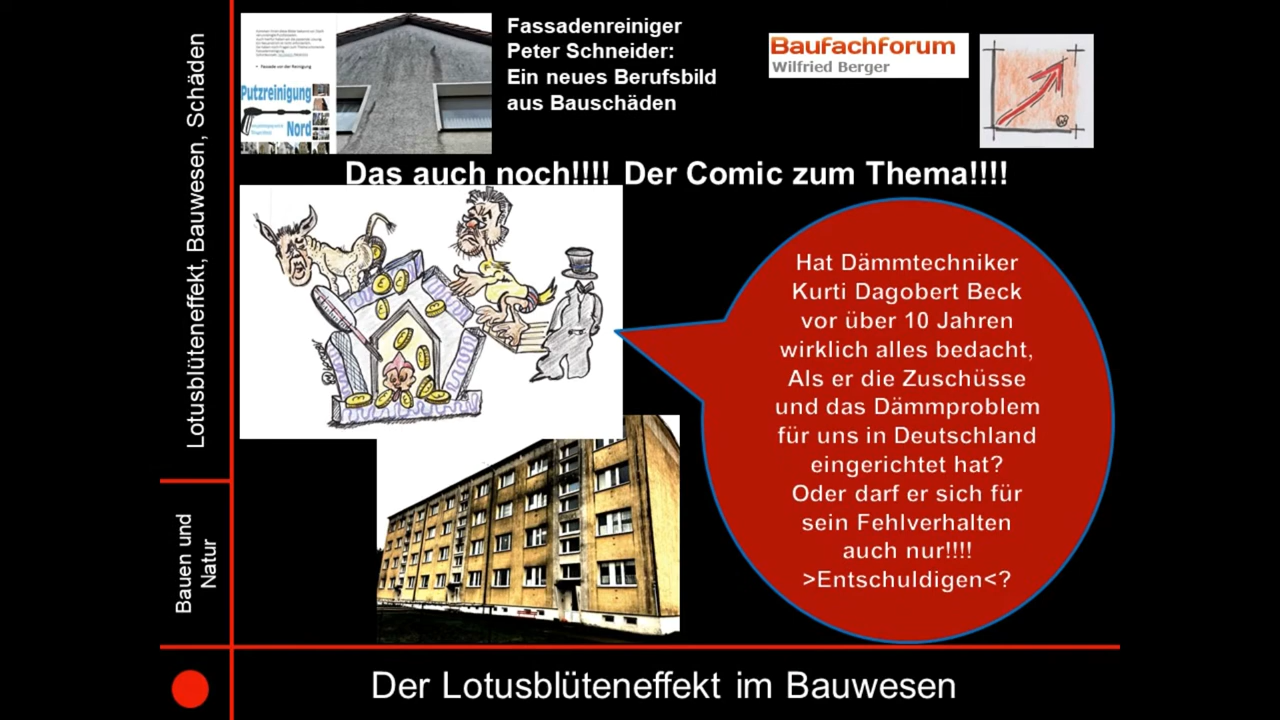 Fassadenreiniger
Peter Schneider:
Ein neues Berufsbild
aus Bauschäden
Baufachforum
Wilfried Berger
Putzreinigung
Nord
Das auch noch!!!! Der Comic zum Thema!!!!
Hat Dämmtechniker
Kurti Dagobert Beck
vor über 10 Jahren
wirklich alles bedacht,
Als er die Zuschüsse
und das Dämmproblem
für uns in Deutschland
eingerichtet hat?
Oder darf er sich für
sein Fehlverhalten
auch nur!!!!
>Entschuldigen<?
Lotusblüteneffekt, Bauwesen, Schäden
Bauen und
Natur
Der Lotusblüteneffekt im Bauwesen